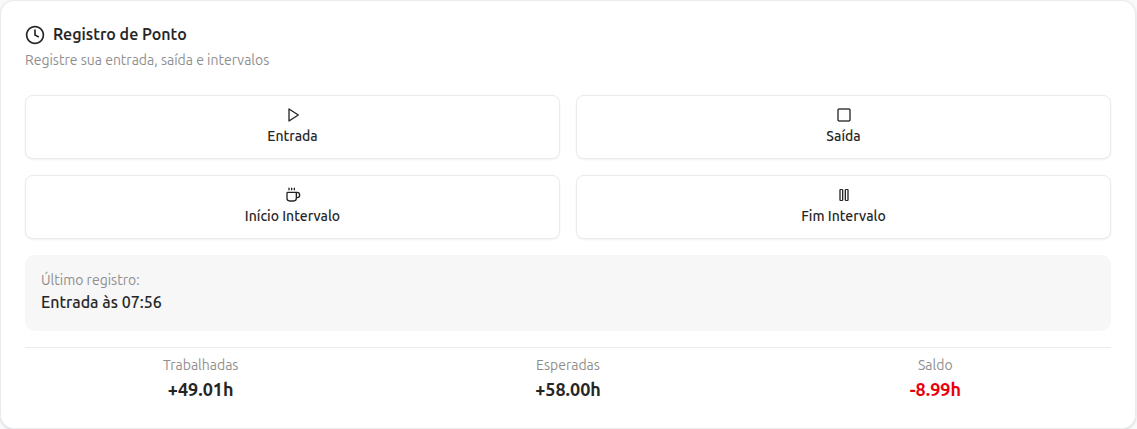 Registro de Ponto
Registre sua entrada, saída e intervalos
Entrada
Saída
Início Intervalo
Fim Intervalo
Último registro:
Entrada às 07:56
Trabalhadas
Esperadas
Saldo
+49.01h
+58.00h
-8.99h